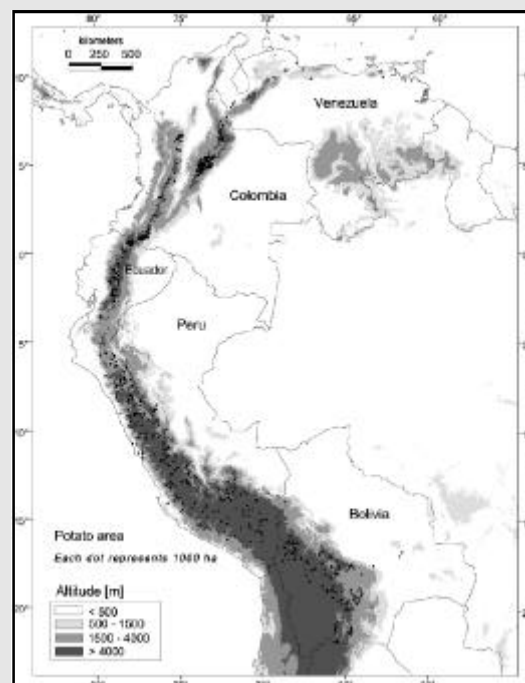 80° 75° 70° 65° 60°
kilometers
0 250 500
10°
Venezuela
5°
Colombia
0°
Ecuador
Peru
5°
10°
Bolivia
15°
Potato area
Each dot represents 1000 ha
Altitude [m]
< 500
20°
500 - 1500
1500 - 4000
> 4000